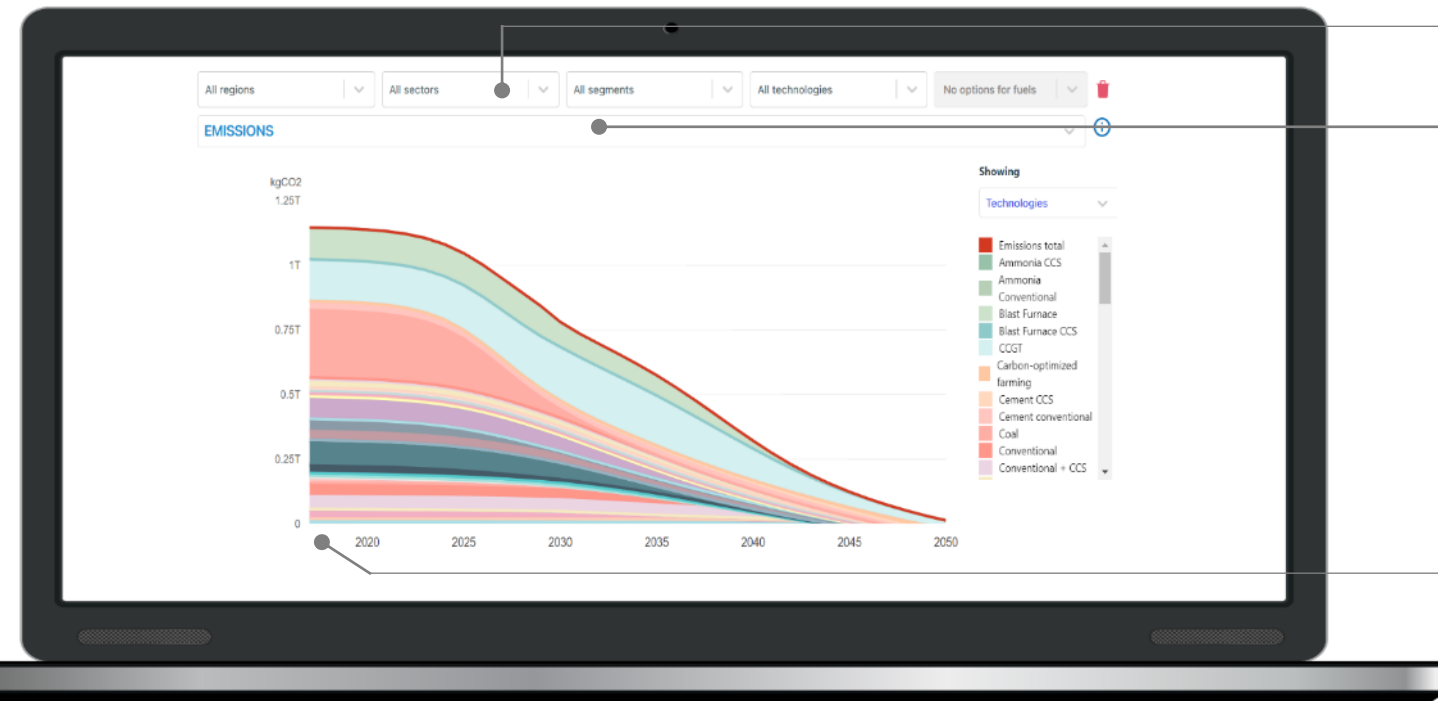 All regions
All sectors
All segments
All technologies
No options for fuels
EMISSIONS
kgCO2
1.25T
1T
0.75T
0.5T
0.25T
0
2020
2025
2030
2035
2040
2045
2050
Showing
Technologies
Emissions total
Ammonia CCS
Ammonia
Conventional
Blast Furnace
Blast Furnace CCS
CCGT
Carbon-optimized
farming
Cement CCS
Cement conventional
Coal
Conventional
Conventional + CCS